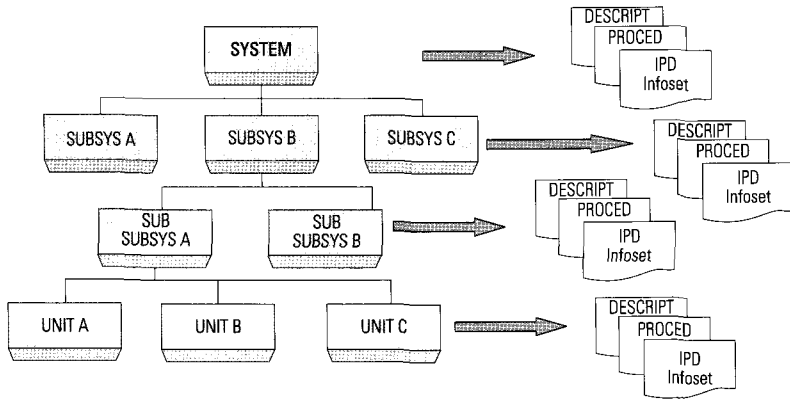 SYSTEM
DESCRIPT
PROCED
IPD
Infoset
SUBSYS A
SUBSYS B
SUBSYS C
DESCRIPT
PROCED
IPD
Infoset
SUB
SUBSYS A
SUB
SUBSYS B
DESCRIPT
PROCED
IPD
Infoset
UNIT A
UNIT B
UNIT C
DESCRIPT
PROCED
IPD
Infoset